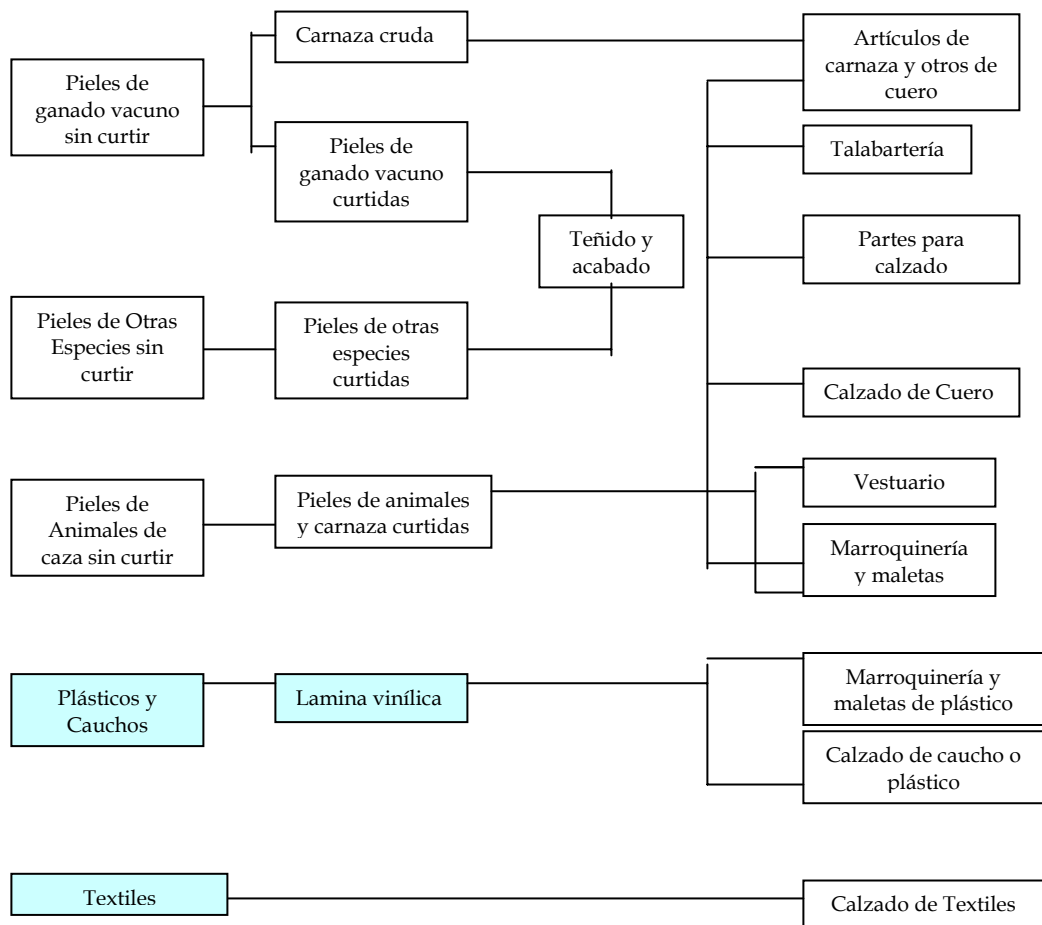 Carnaza cruda
Artículos de
carnaza y otros de
cuero
Pieles de
ganado vacuno
sin curtir
Pieles de
ganado vacuno
curtidas
Talabartería
Teñido y
acabado
Partes para
calzado
Pieles de Otras
Especies sin
curtir
Pieles de otras
especies
curtidas
Calzado de Cuero
Pieles de
Animales de
caza sin curtir
Pieles de animales
y carnaza curtidas
Vestuario
Marroquinería
y maletas
Plásticos y
Cauchos
Lamina vinílica
Marroquinería y
maletas de plástico
Calzado de caucho o
plástico
Textiles
Calzado de Textiles